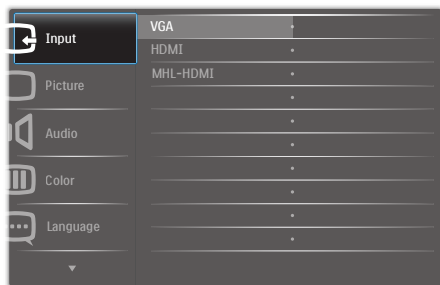 Input
Picture
Audio
Color
Language
VGA
HDMI
MHL-HDMI